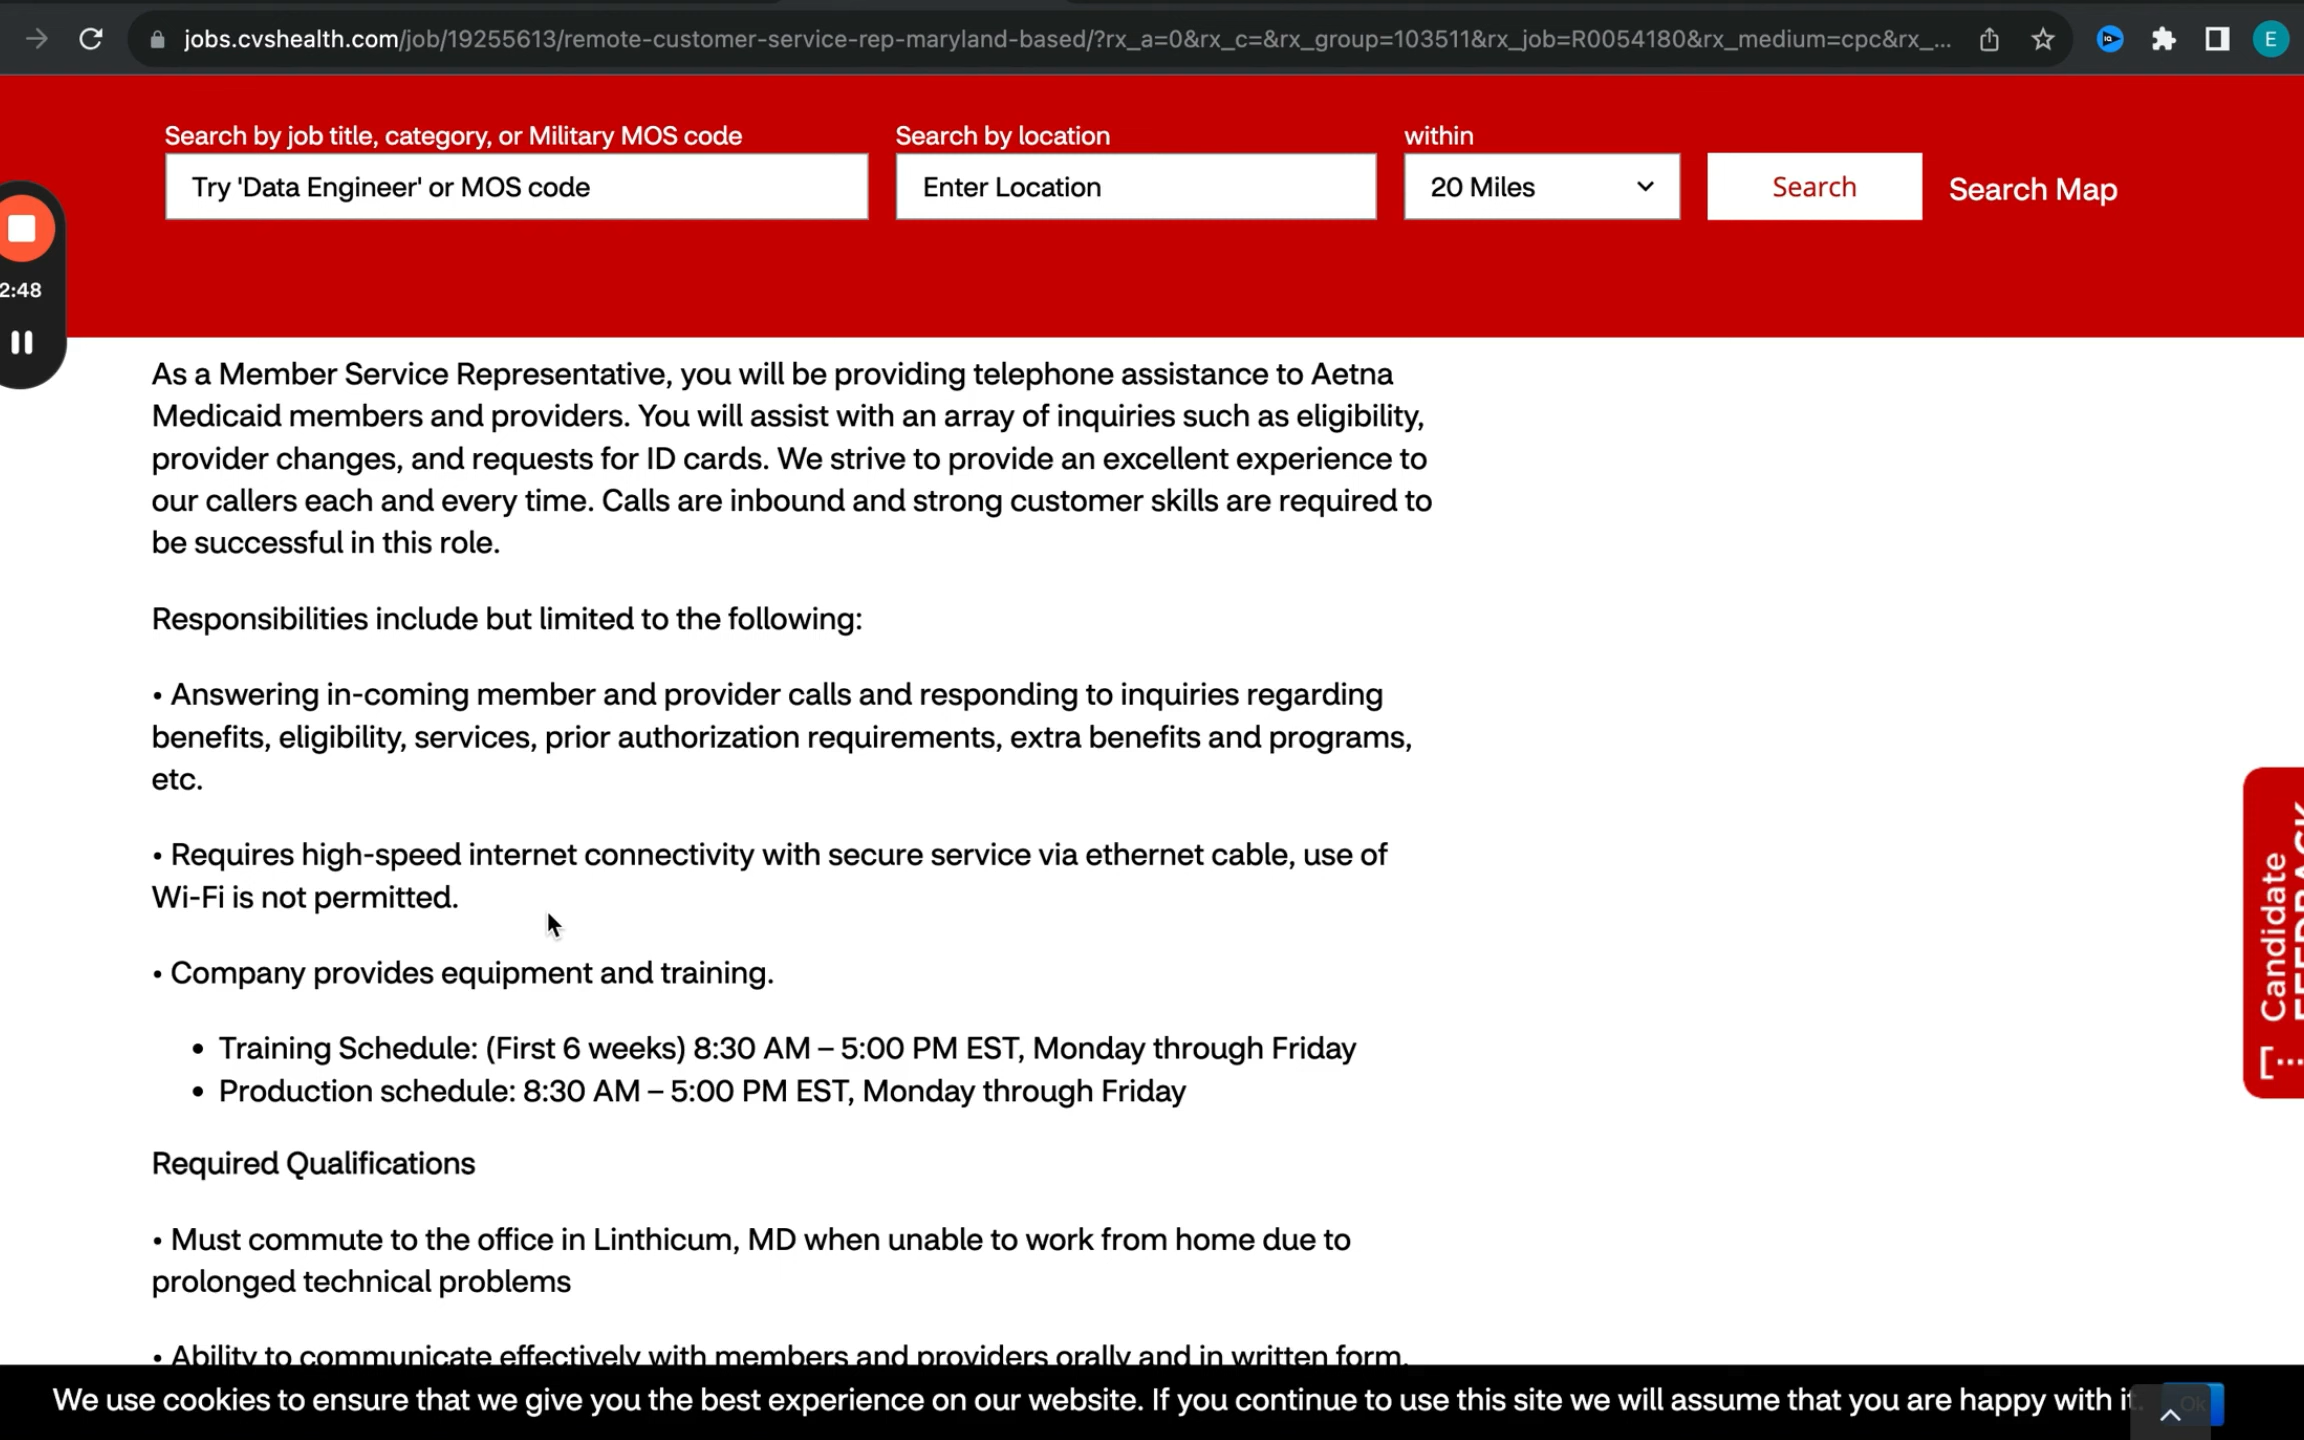 jobs.cvshealth.com/job/19255613/remote-customer-service-rep-maryland-based/?rx_a=0&rx_c=&rx_group=103511&rx_job=R0054180&rx_medium=cpc&rx_...
E
Search by job title, category, or Military MOS code
Search by location
within
Try 'Data Engineer' or MOS code
Enter Location
20 Miles
Search
Search Map
2:48
As a Member Service Representative, you will be providing telephone assistance to Aetna
Medicaid members and providers. You will assist with an array of inquiries such as eligibility,
provider changes, and requests for ID cards. We strive to provide an excellent experience to
our callers each and every time. Calls are inbound and strong customer skills are required to
be successful in this role.
Responsibilities include but limited to the following:
• Answering in-coming member and provider calls and responding to inquiries regarding
benefits, eligibility, services, prior authorization requirements, extra benefits and programs,
etc.
• Requires high-speed internet connectivity with secure service via ethernet cable, use of
Wi-Fi is not permitted.
• Company provides equipment and training.
• Training Schedule: (First 6 weeks) 8:30 AM – 5:00 PM EST, Monday through Friday
• Production schedule: 8:30 AM – 5:00 PM EST, Monday through Friday
Required Qualifications
• Must commute to the office in Linthicum, MD when unable to work from home due to
prolonged technical problems
• Ability to communicate effectively with members and providers orally and in written form.
Candidate
FEEDBACK
We use cookies to ensure that we give you the best experience on our website. If you continue to use this site we will assume that you are happy with it.
Ok